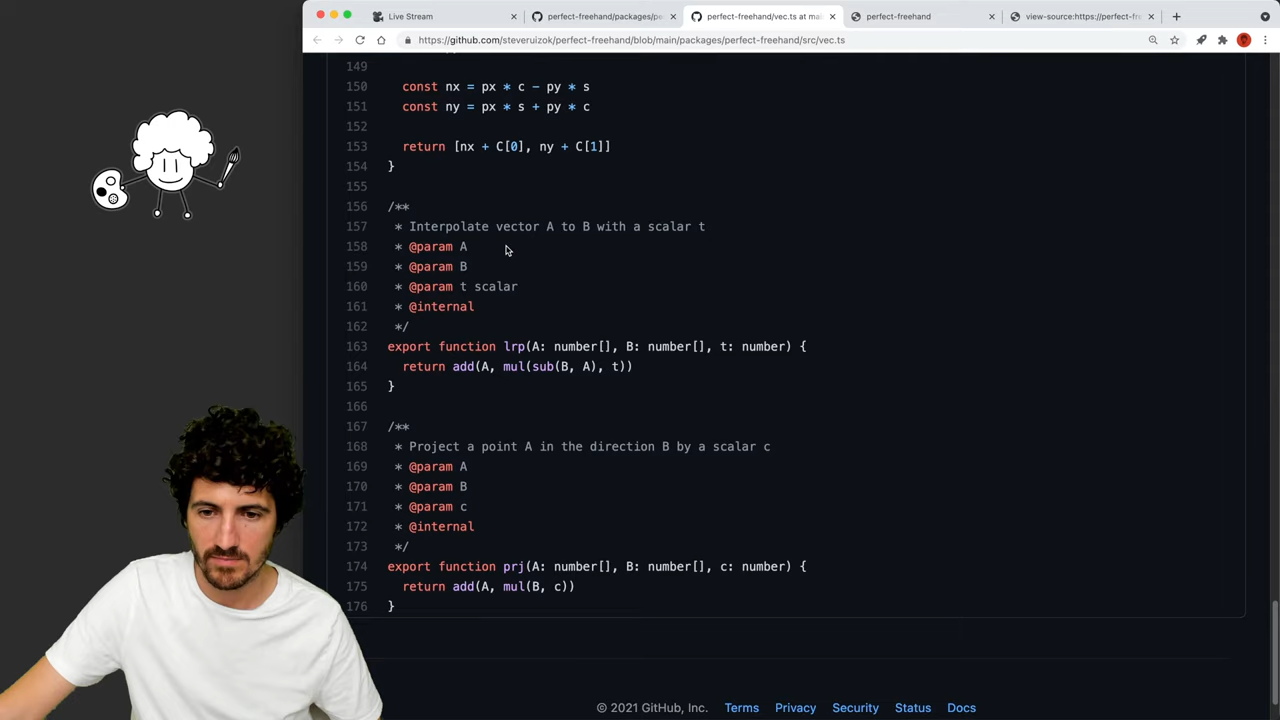 Live Stream
perfect-freehand/packages/pe
perfect-freehand/vec.ts at mai
perfect-freehand
view-source:https://perfect-fre
https://github.com/steveruizok/perfect-freehand/blob/main/packages/perfect-freehand/src/vec.ts
149
150 const nx = px * c - py * s
151 const ny = px * s + py * c
152
153 return [nx + C[0], ny + C[1]]
154 }
155
156 /**
157 * Interpolate vector A to B with a scalar t
158 * @param A
159 * @param B
160 * @param t scalar
161 * @internal
162 */
163 export function lrp(A: number[], B: number[], t: number) {
164 return add(A, mul(sub(B, A), t))
165 }
166
167 /**
168 * Project a point A in the direction B by a scalar c
169 * @param A
170 * @param B
171 * @param c
172 * @internal
173 */
174 export function prj(A: number[], B: number[], c: number) {
175 return add(A, mul(B, c))
176 }
© 2021 GitHub, Inc. Terms Privacy Security Status Docs